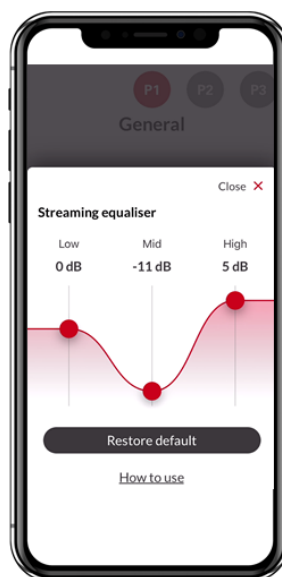 P1 P2 P3
General
Close ×
Streaming equaliser
Low Mid High
0 dB -11 dB 5 dB
Restore default
How to use